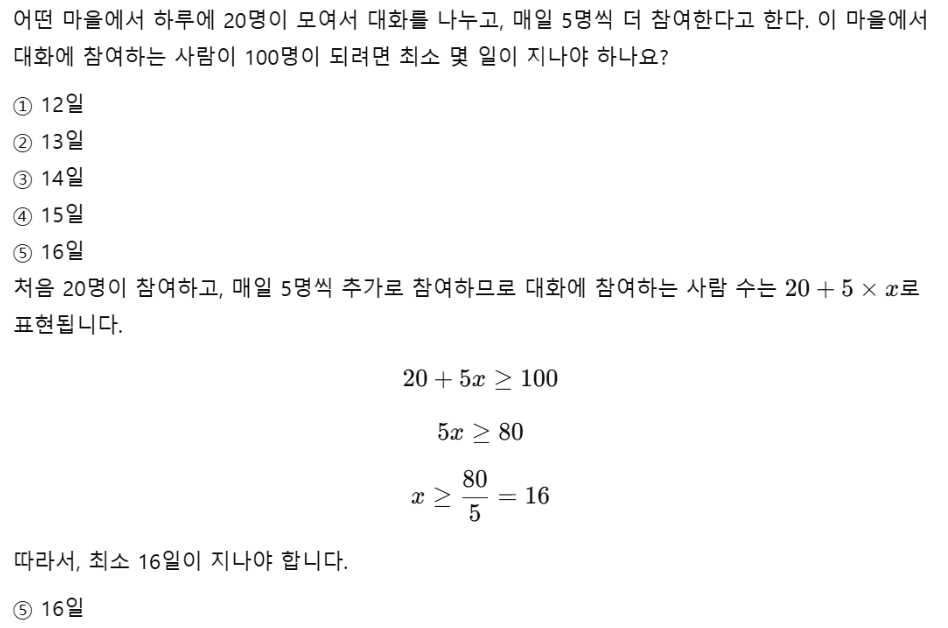 어떤 마을에서 하루에 20명이 모여서 대화를 나누고, 매일 5명씩 더 참여한다고 한다. 이 마을에서
대화에 참여하는 사람이 100명이 되려면 최소 몇 일이 지나야 하나요?
① 12일
② 13일
③ 14일
④ 15일
⑤ 16일
처음 20명이 참여하고, 매일 5명씩 추가로 참여하므로 대화에 참여하는 사람 수는 20 + 5 × x로
표현됩니다.
20 + 5x ≥ 100
5x ≥ 80
x ≥ 80/5 = 16
따라서, 최소 16일이 지나야 합니다.
⑤ 16일